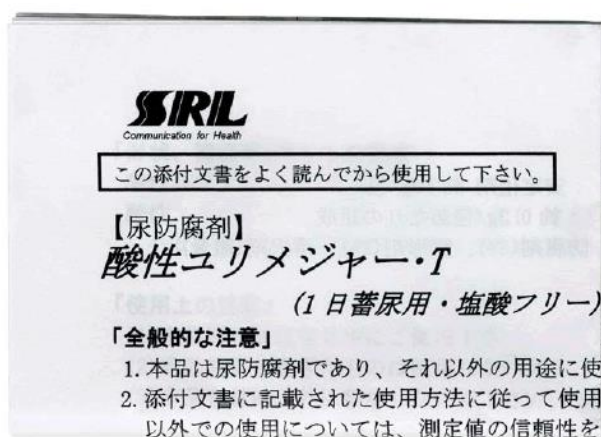 SRL
Communication for Health
この添付文書をよく読んでから使用して下さい。
【尿防腐剤】
酸性ユリメジャー・T
(1日蓄尿用・塩酸フリー)
「全般的な注意」
1. 本品は尿防腐剤であり、それ以外の用途に使
2. 添付文書に記載された使用方法に従って使用
以外での使用については、測定値の信頼性を